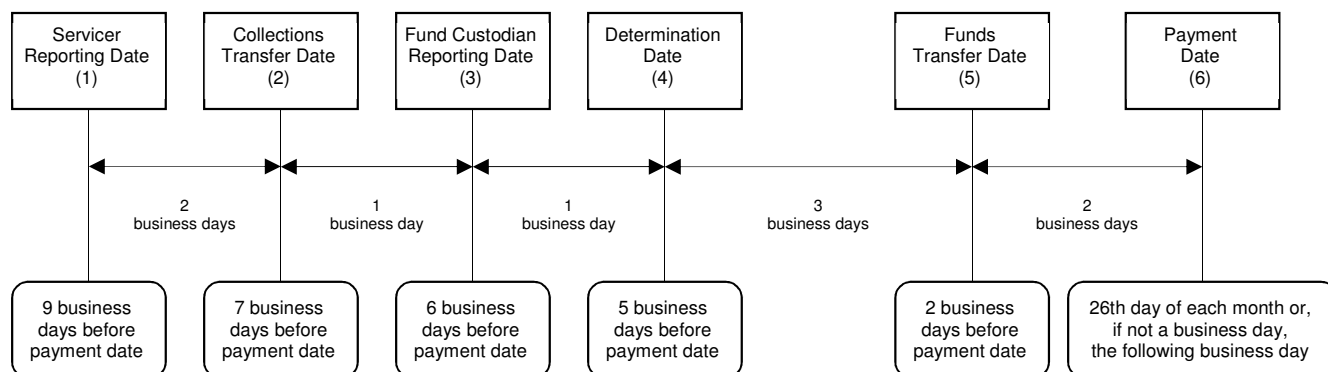 Servicer
Reporting Date
(1)
Collections
Transfer Date
(2)
Fund Custodian
Reporting Date
(3)
Determination
Date
(4)
Funds
Transfer Date
(5)
Payment
Date
(6)
2
business days
1
business day
1
business day
3
business days
2
business days
9 business
days before
payment date
7 business
days before
payment date
6 business
days before
payment date
5 business
days before
payment date
2 business
days before
payment date
26th day of each month or,
if not a business day,
the following business day